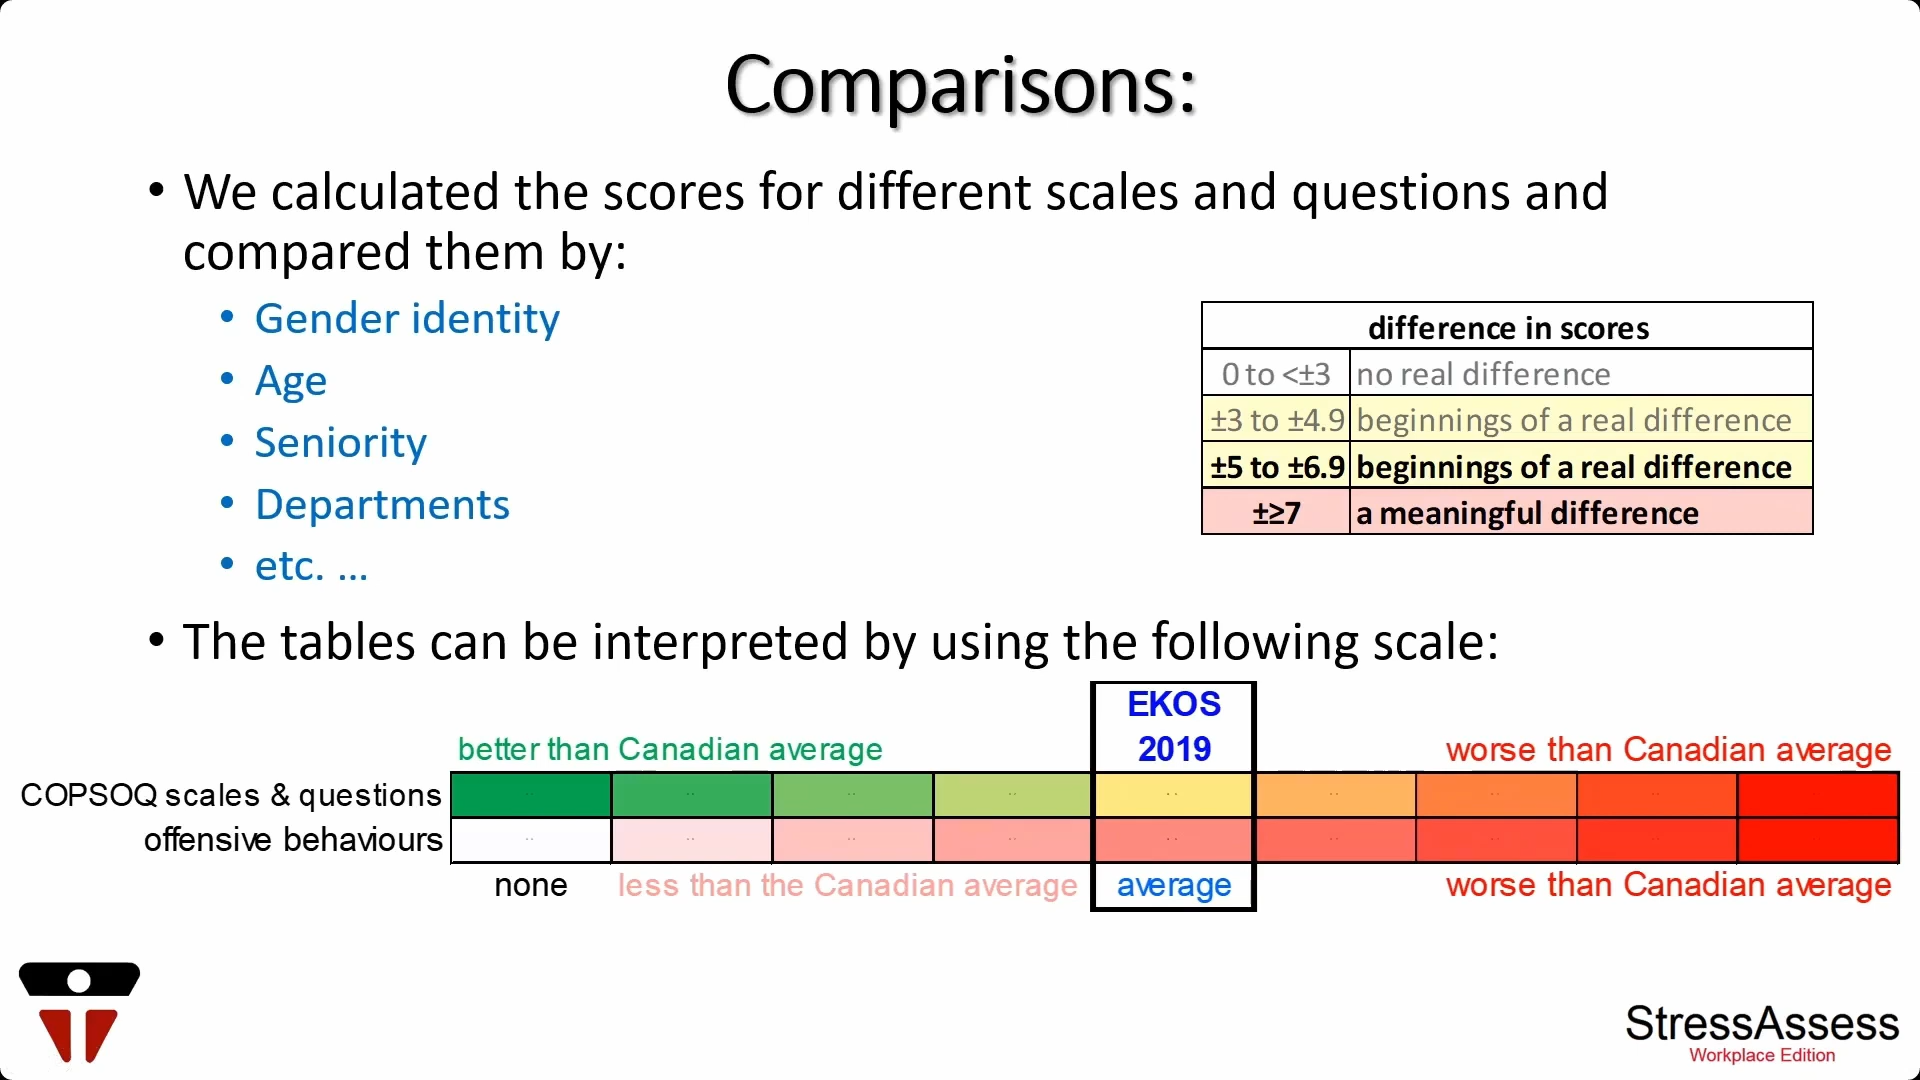 Comparisons:
• We calculated the scores for different scales and questions and
compared them by:
• Gender identity
• Age
• Seniority
• Departments
• etc. ...
difference in scores
0 to <±3 no real difference
±3 to ±4.9 beginnings of a real difference
±5 to ±6.9 beginnings of a real difference
±≥7 a meaningful difference
• The tables can be interpreted by using the following scale:
EKOS
2019
better than Canadian average
worse than Canadian average
COPSOQ scales & questions
offensive behaviours
none
less than the Canadian average
average
worse than Canadian average
StressAssess
Workplace Edition